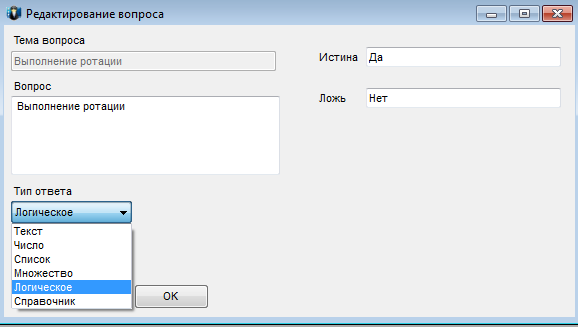 Редактирование вопроса
Тема вопроса
Выполнение ротации
Истина
Да
Вопрос
Выполнение ротации
Ложь
Нет
Тип ответа
Логическое
Текст
Число
Список
Множество
Логическое
Справочник
OK